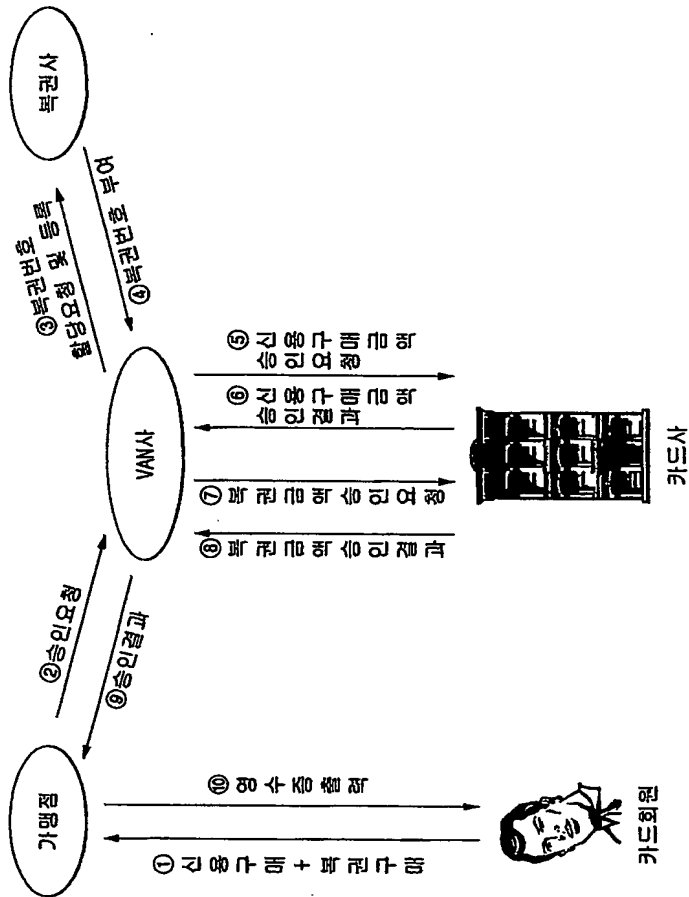 가맹점
VAN사
복권사
카드회원
카드사
①신용구매+복권구매
②승인요청
③복권번호
할당요청 및 등록
④복권번호 부여
⑤신용구매금액
승인요청
⑥신용구매금액
승인결과
⑦복권금액승인요청
⑧복권금액승인결과
⑨승인결과
⑩영수증출력